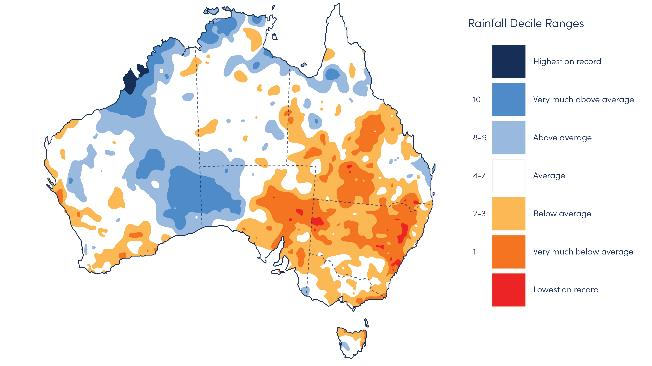 Rainfall Decile Ranges
Highest on record
10 Very much above average
8-9 Above average
4-7 Average
2-3 Below average
1 Very much below average
Lowest on record